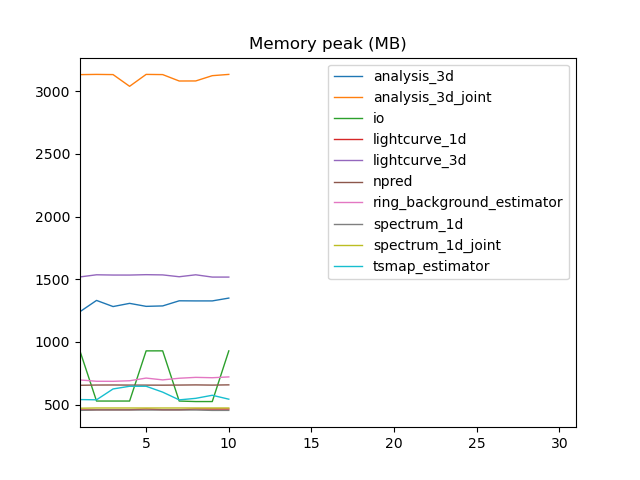 Memory peak (MB)
3000
2500
2000
1500
1000
500
5
10
15
20
25
30
analysis_3d
analysis_3d_joint
io
lightcurve_1d
lightcurve_3d
npred
ring_background_estimator
spectrum_1d
spectrum_1d_joint
tsmap_estimator